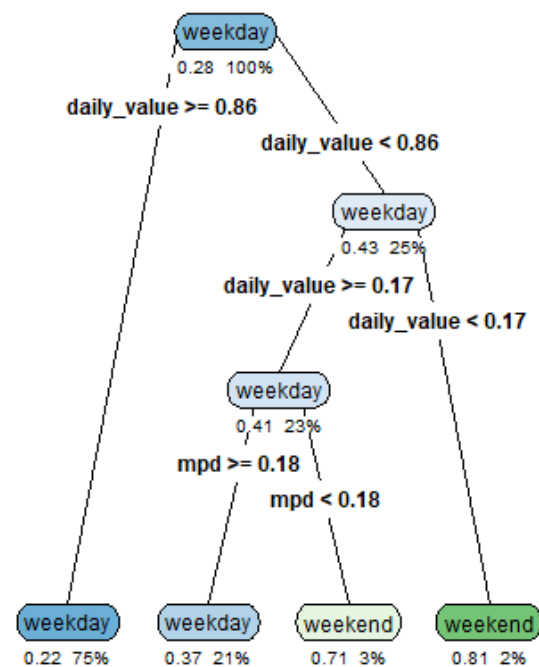 weekday
0.28 100%
daily_value >= 0.86
daily_value < 0.86
weekday
0.43 25%
daily_value >= 0.17
daily_value < 0.17
weekday
0.41 23%
mpd >= 0.18
mpd < 0.18
weekday weekday weekend weekend
0.22 75% 0.37 21% 0.71 3% 0.81 2%